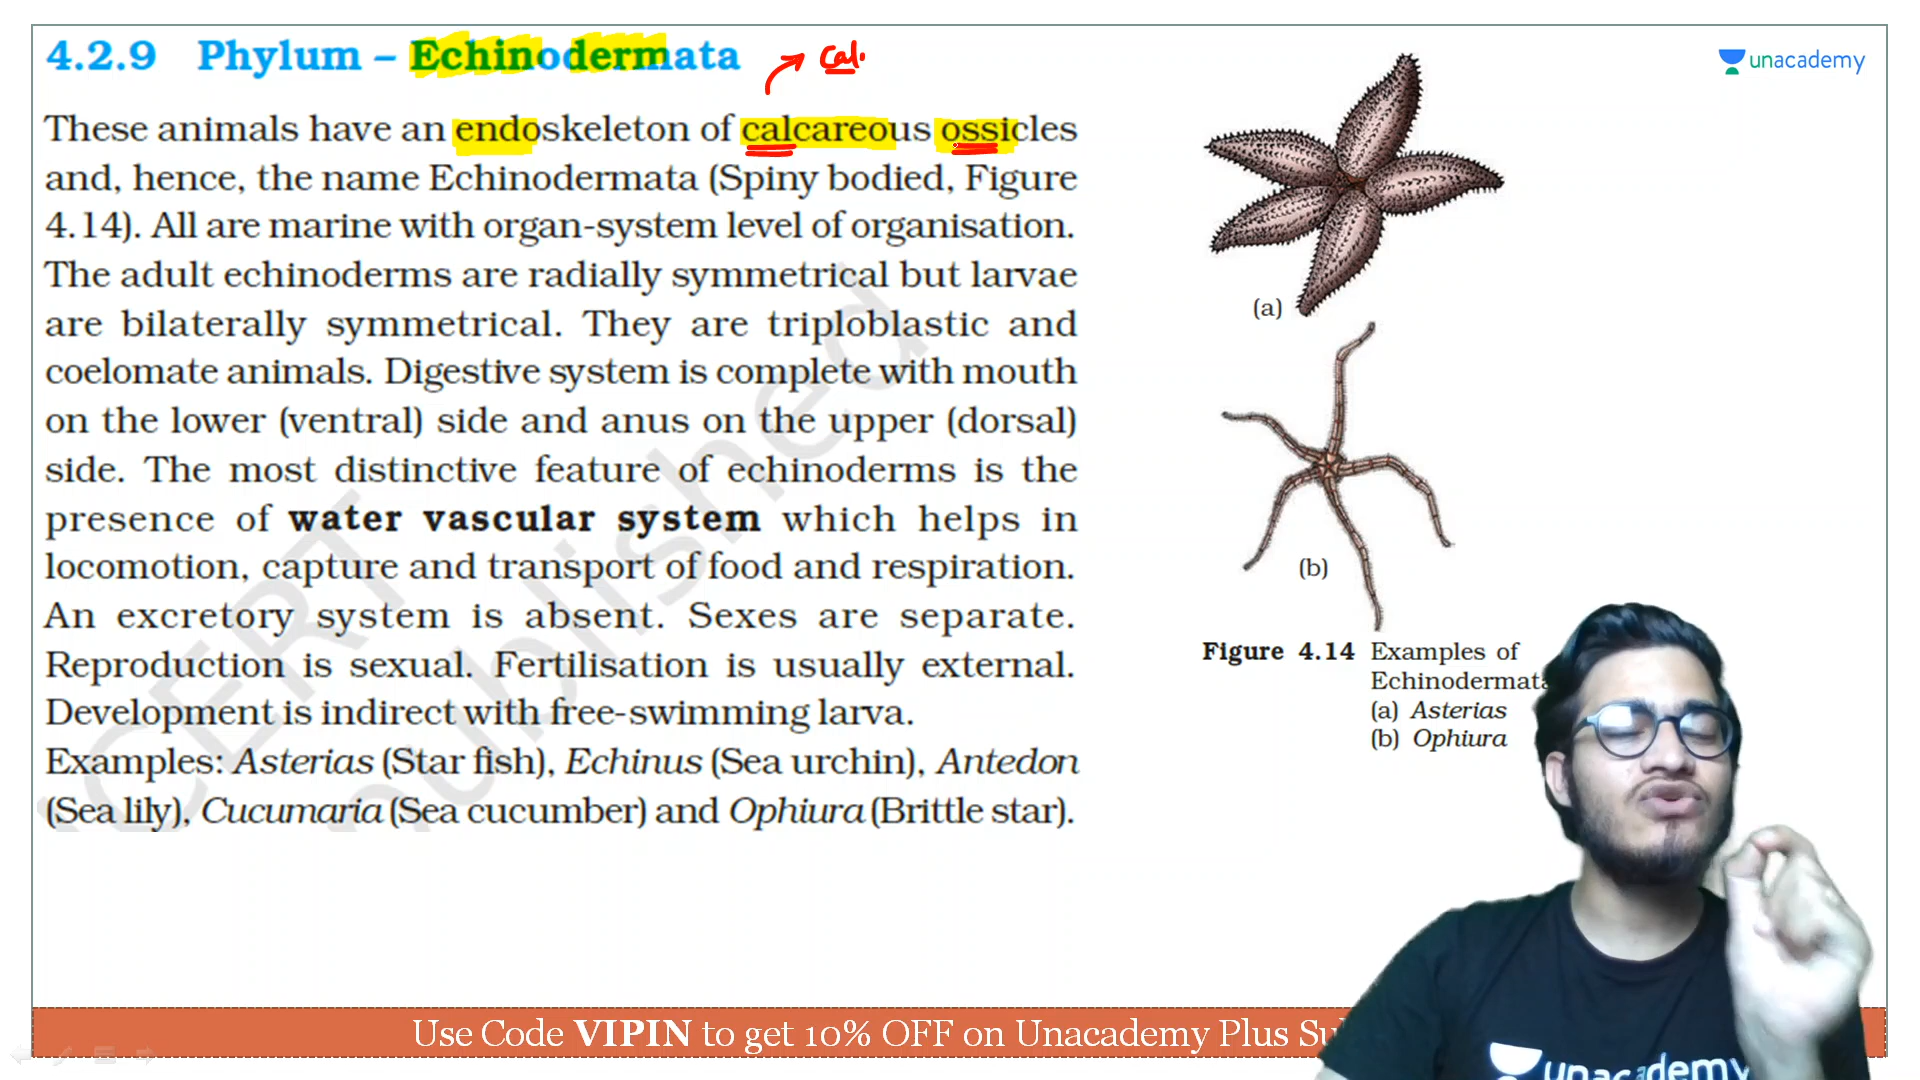 4.2.9 Phylum – Echinodermata
cal.
unacademy
These animals have an endoskeleton of calcareous ossicles
and, hence, the name Echinodermata (Spiny bodied, Figure
4.14). All are marine with organ-system level of organisation.
The adult echinoderms are radially symmetrical but larvae
are bilaterally symmetrical. They are triploblastic and
coelomate animals. Digestive system is complete with mouth
on the lower (ventral) side and anus on the upper (dorsal)
side. The most distinctive feature of echinoderms is the
presence of water vascular system which helps in
locomotion, capture and transport of food and respiration.
An excretory system is absent. Sexes are separate.
Reproduction is sexual. Fertilisation is usually external.
Development is indirect with free-swimming larva.
Examples: Asterias (Star fish), Echinus (Sea urchin), Antedon
(Sea lily), Cucumaria (Sea cucumber) and Ophiura (Brittle star).
(a)
(b)
Figure 4.14 Examples of
Echinodermata
(a) Asterias
(b) Ophiura
Use Code VIPIN to get 10% OFF on Unacademy Plus Su
unacademy